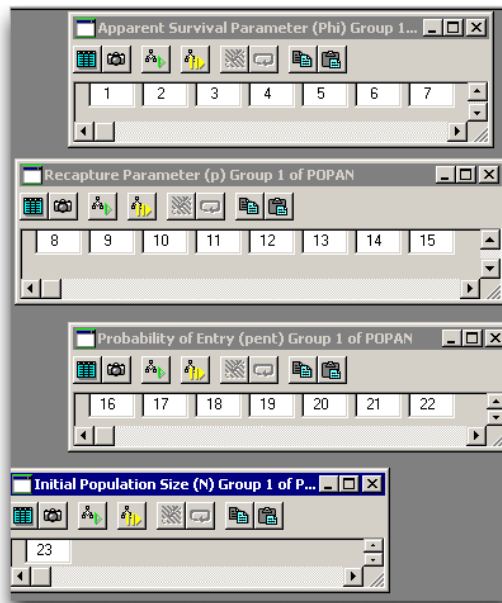 Apparent Survival Parameter (Phi) Group 1...
1 2 3 4 5 6 7
Recapture Parameter (p) Group 1 of POPAN
8 9 10 11 12 13 14 15
Probability of Entry (pent) Group 1 of POPAN
16 17 18 19 20 21 22
Initial Population Size (N) Group 1 of P...
23